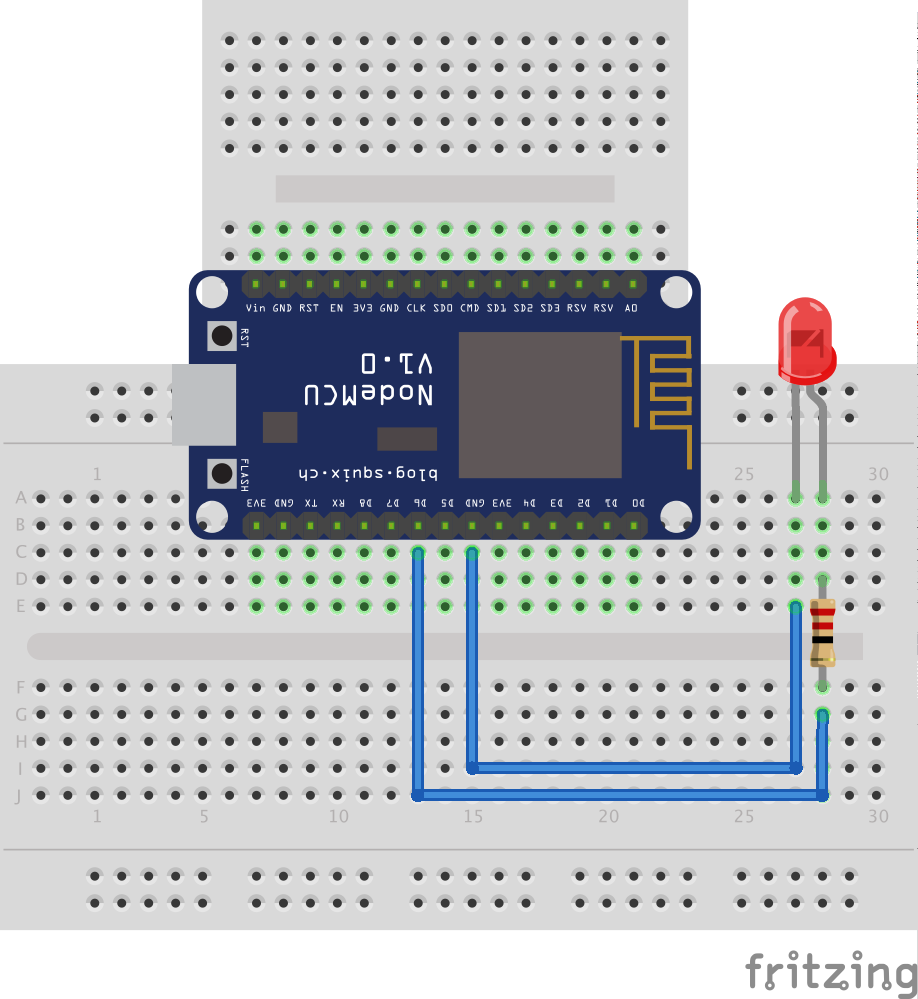 Vin GND RST EN 3V3 GND CLK SD0 CMD SD1 SD2 SD3 RSV RSV A0
RST
V1.0
NodeMCU
blog.squix.ch
FLASH
3V3 GND TX RX D8 D7 D6 D5 GND 3V3 D4 D3 D2 D1 D0
1 25 30
A
B
C
D
E
F
G
H
I
J
1 5 10 15 20 25 30
fritzing